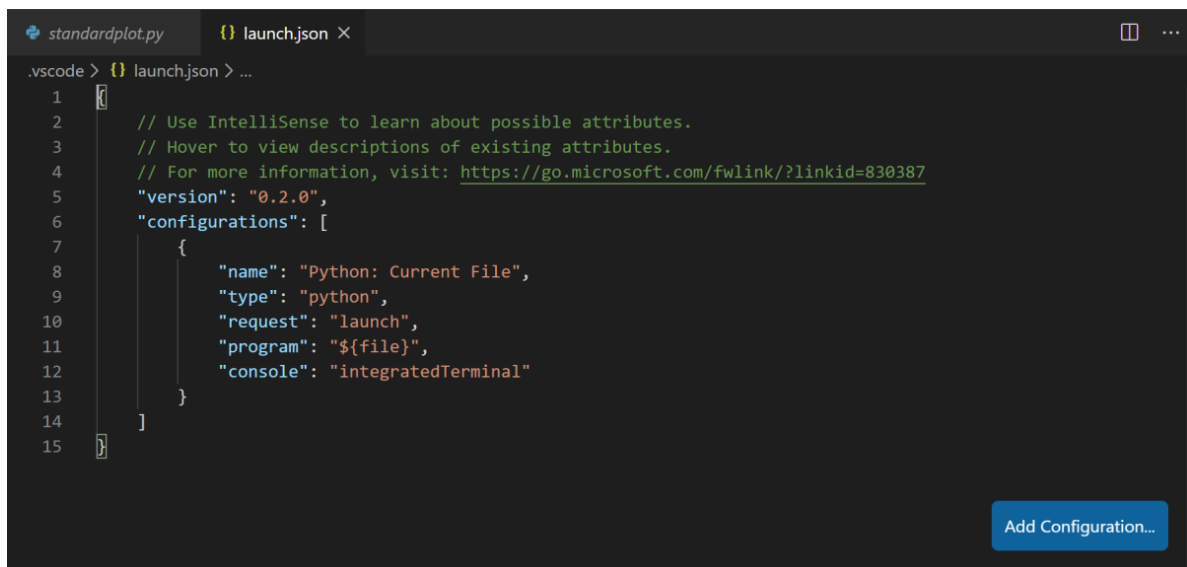 standardplot.py {} launch.json ×
.vscode > {} launch.json > ...
1 {
2 // Use IntelliSense to learn about possible attributes.
3 // Hover to view descriptions of existing attributes.
4 // For more information, visit: https://go.microsoft.com/fwlink/?linkid=830387
5 "version": "0.2.0",
6 "configurations": [
7 {
8 "name": "Python: Current File",
9 "type": "python",
10 "request": "launch",
11 "program": "${file}",
12 "console": "integratedTerminal"
13 }
14 ]
15 }
Add Configuration...